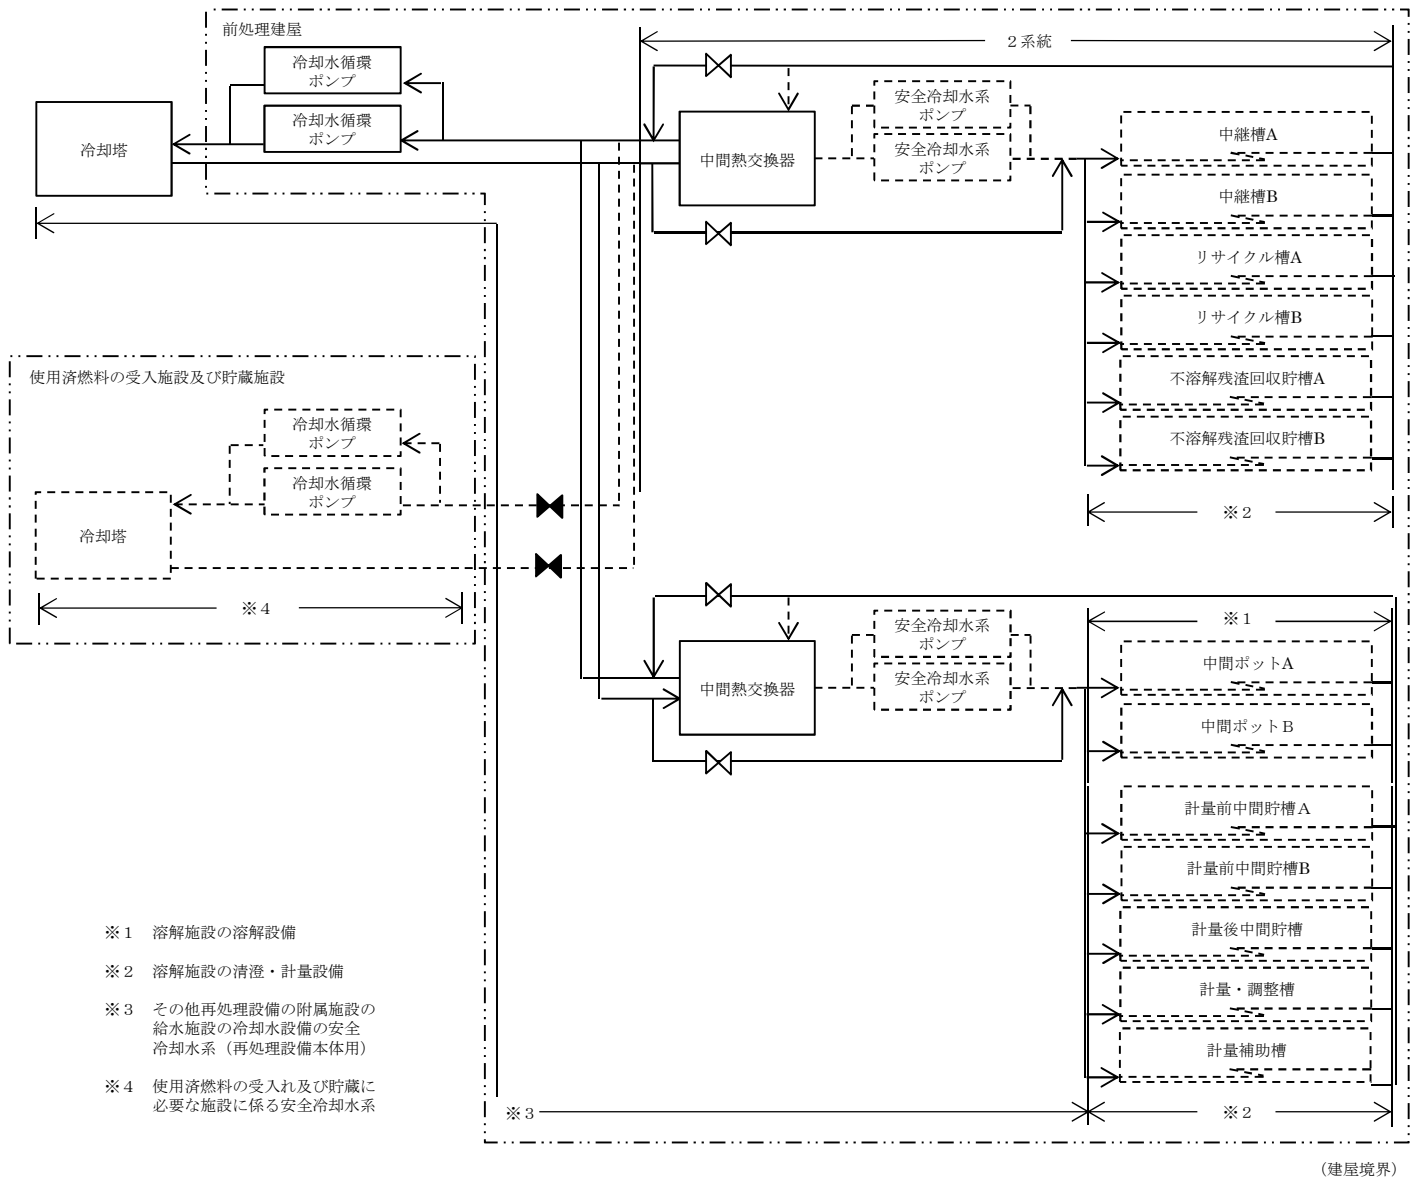 前処理建屋
冷却水循環
ポンプ
冷却水循環
ポンプ
冷却塔
２系統
中間熱交換器
安全冷却水系
ポンプ
安全冷却水系
ポンプ
中継槽A
中継槽B
リサイクル槽A
リサイクル槽B
不溶解残渣回収貯槽A
不溶解残渣回収貯槽B
※２
使用済燃料の受入施設及び貯蔵施設
冷却水循環
ポンプ
冷却水循環
ポンプ
冷却塔
※４
中間熱交換器
安全冷却水系
ポンプ
安全冷却水系
ポンプ
※１
中間ポットA
中間ポットＢ
計量前中間貯槽Ａ
計量前中間貯槽B
計量後中間貯槽
計量・調整槽
計量補助槽
※３
※２
※１　溶解施設の溶解設備
※２　溶解施設の清澄・計量設備
※３　その他再処理設備の附属施設の
給水施設の冷却水設備の安全
冷却水系（再処理設備本体用）
※４　使用済燃料の受入れ及び貯蔵に
必要な施設に係る安全冷却水系
（建屋境界）